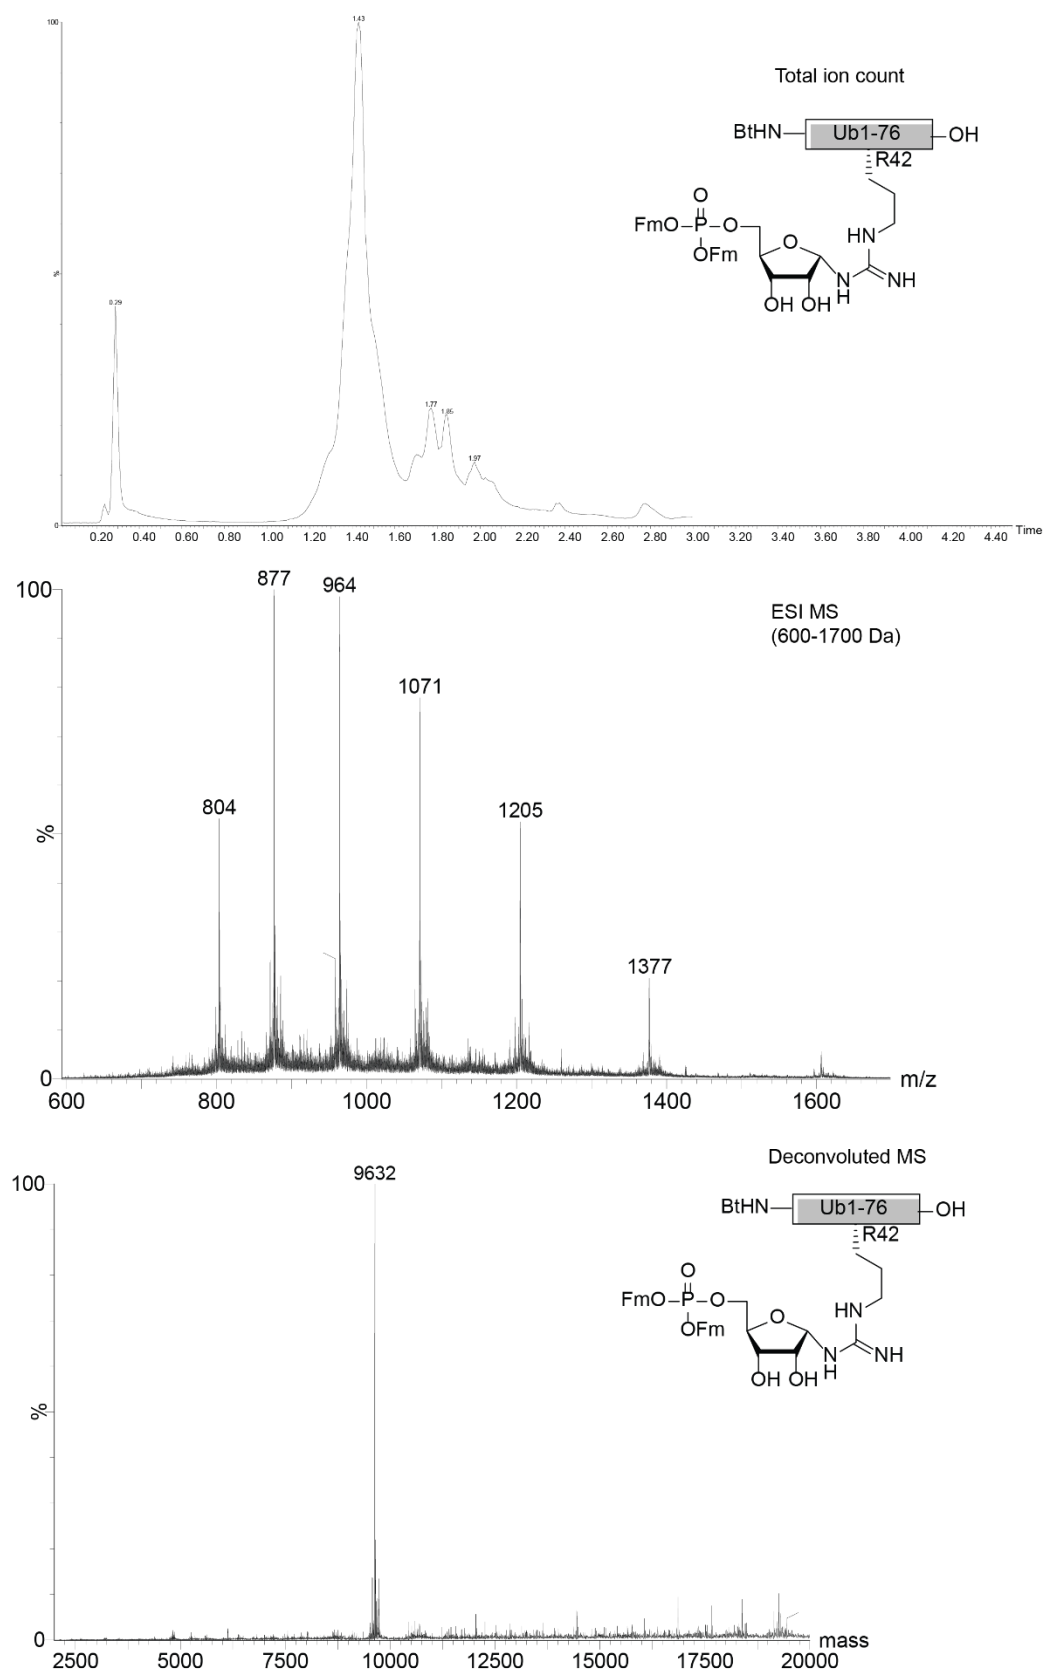 100
1.43
Total ion count
BtHN
Ub1-76
OH
R42
O
FmO
P
O
OFm
O
HN
N
H
NH
OH
OH
%
0.29
1.77
1.85
1.97
0
0.20 0.40 0.60 0.80 1.00 1.20 1.40 1.60 1.80 2.00 2.20 2.40 2.60 2.80 3.00 3.20 3.40 3.60 3.80 4.00 4.20 4.40 Time
100
877
964
ESI MS
(600-1700 Da)
1071
804
1205
%
1377
0
600 800 1000 1200 1400 1600 m/z
Deconvoluted MS
100
9632
BtHN
Ub1-76
OH
R42
O
FmO
P
O
OFm
O
HN
N
H
NH
OH
OH
%
0
2500 5000 7500 10000 12500 15000 17500 20000 mass